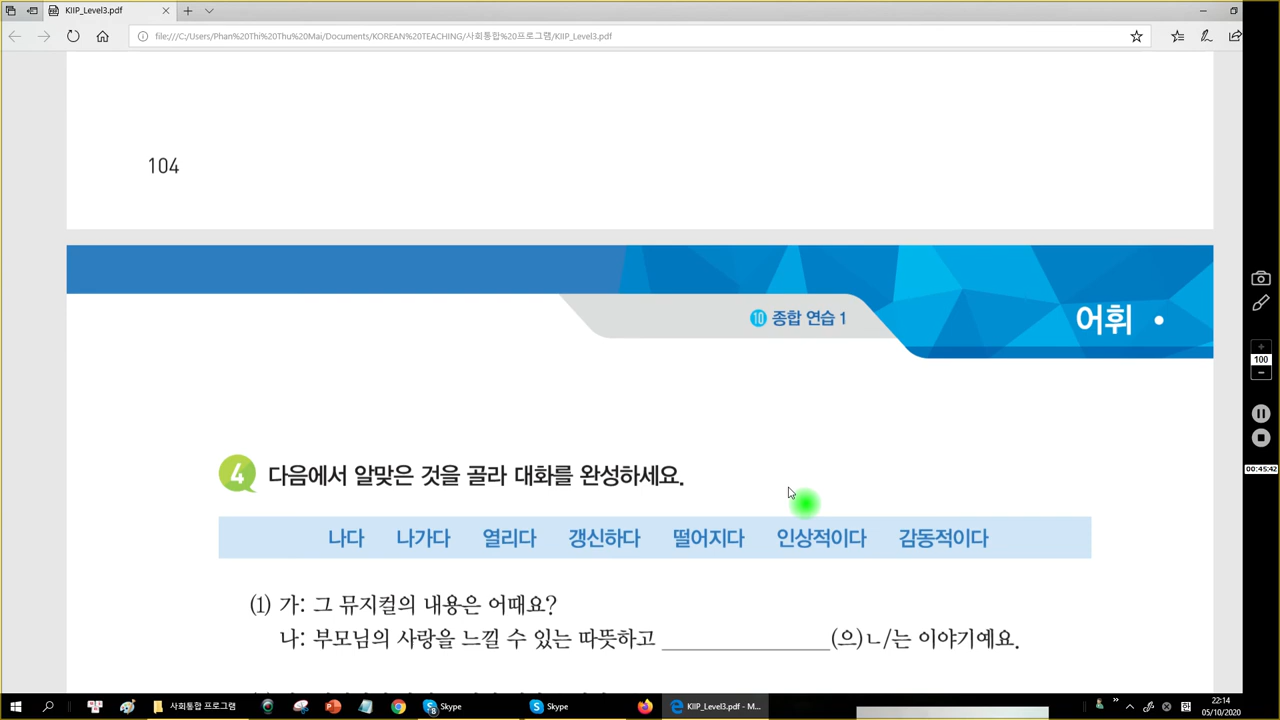 KIIP_Level3.pdf
file:///C:/Users/Phan%20Thi%20Thu%20Mai/Documents/KOREAN%20TEACHING/사회통합%20프로그램/KIIP_Level3.pdf
104
10 종합 연습 1
어휘 •
4 다음에서 알맞은 것을 골라 대화를 완성하세요.
나다 나가다 열리다 갱신하다 떨어지다 인상적이다 감동적이다
(1) 가: 그 뮤지컬의 내용은 어때요?
나: 부모님의 사랑을 느낄 수 있는 따뜻하고 ____________(으)ㄴ/는 이야기예요.
100
00:45:42
사회통합 프로그램
8 Skype
Skype
KIIP_Level3.pdf - M...
22:14
05/10/2020